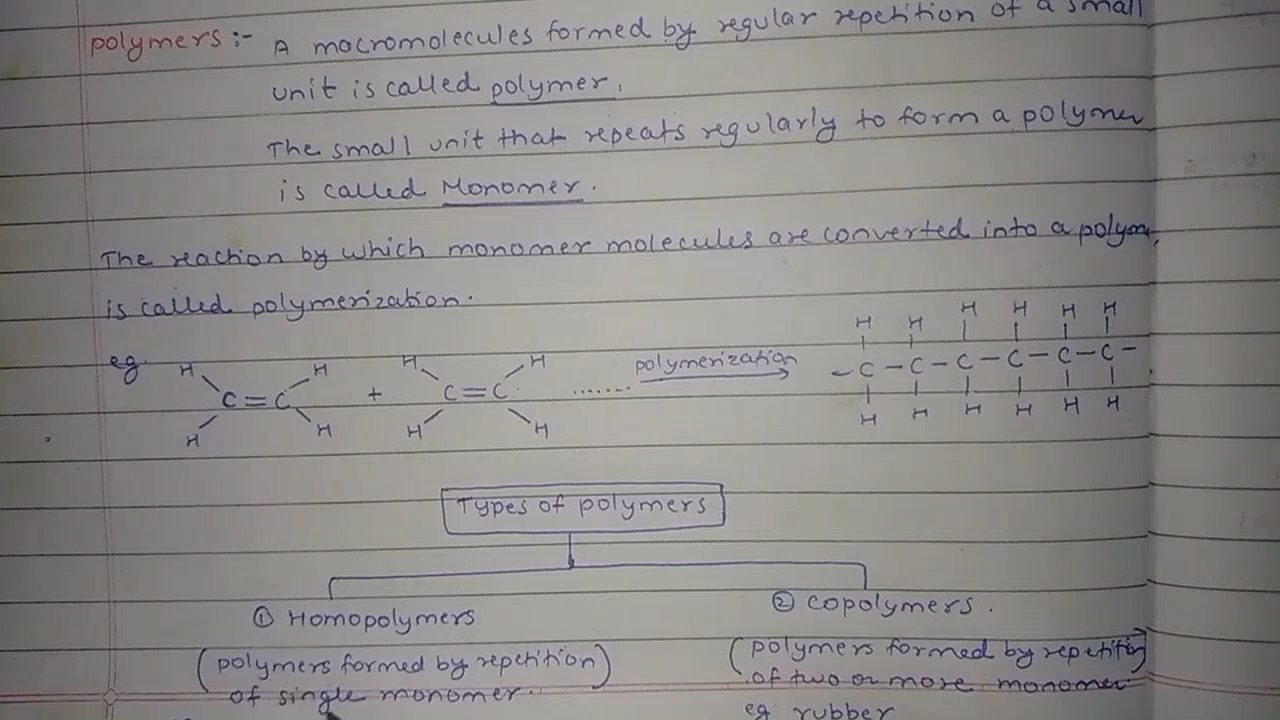 polymers :- A macromolecules formed by regular repetition of a small
unit is called polymer.
The small unit that repeats regularly to form a polymer
is called Monomer.
The reaction by which monomer molecules are converted into a polym
is called polymerization.
eg
H H H H
C = C + C = C ....... polymerization
H H H H
H H H H H H
- C - C - C - C - C - C -
H H H H H H
Types of polymers
① Homopolymers
(polymers formed by repetition)
of single monomer.
② copolymers.
(polymers formed by repetition)
of two or more monomer
eg rubber